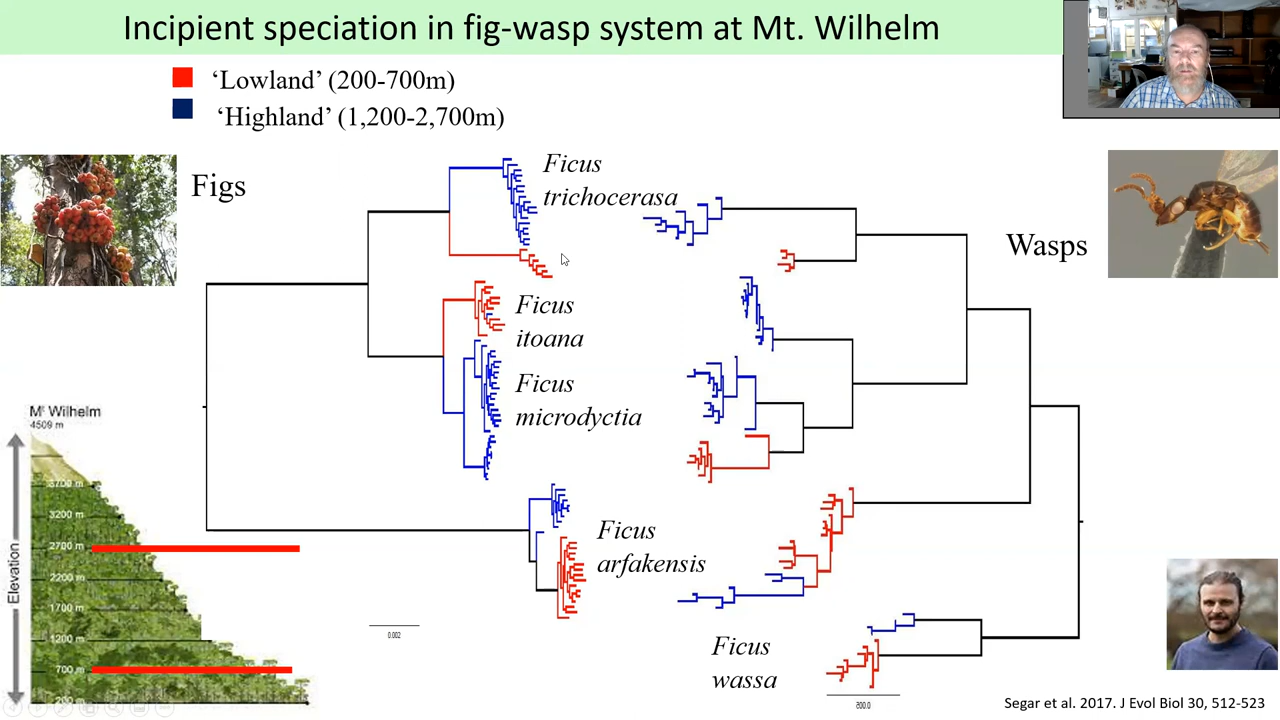 Incipient speciation in fig-wasp system at Mt. Wilhelm
‘Lowland’ (200-700m)
‘Highland’ (1,200-2,700m)
Figs
Ficus
trichocerasa
Wasps
Ficus
itoana
Ficus
microdyctia
Mt Wilhelm
4509 m
3700 m
3200 m
2700 m
2200 m
1700 m
1200 m
700 m
200 m
Elevation
Ficus
arfakensis
0.002
Ficus
wassa
Segar et al. 2017. J Evol Biol 30, 512-523